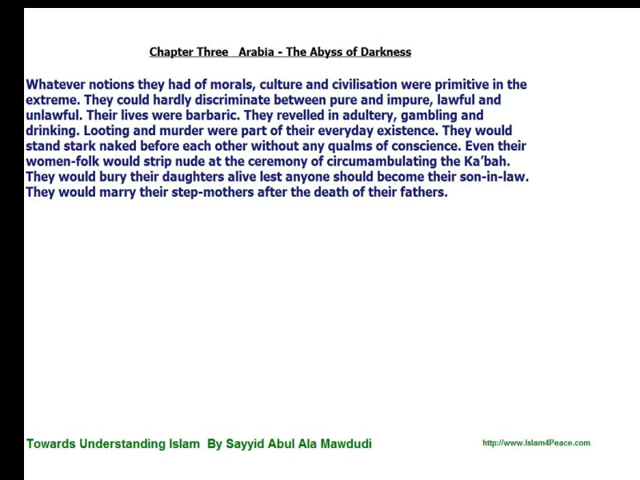 Chapter Three   Arabia - The Abyss of Darkness
Whatever notions they had of morals, culture and civilisation were primitive in the
extreme. They could hardly discriminate between pure and impure, lawful and
unlawful. Their lives were barbaric. They revelled in adultery, gambling and
drinking. Looting and murder were part of their everyday existence. They would
stand stark naked before each other without any qualms of conscience. Even their
women-folk would strip nude at the ceremony of circumambulating the Ka’bah.
They would bury their daughters alive lest anyone should become their son-in-law.
They would marry their step-mothers after the death of their fathers.
Towards Understanding Islam  By Sayyid Abul Ala Mawdudi
http://www.Islam4Peace.com